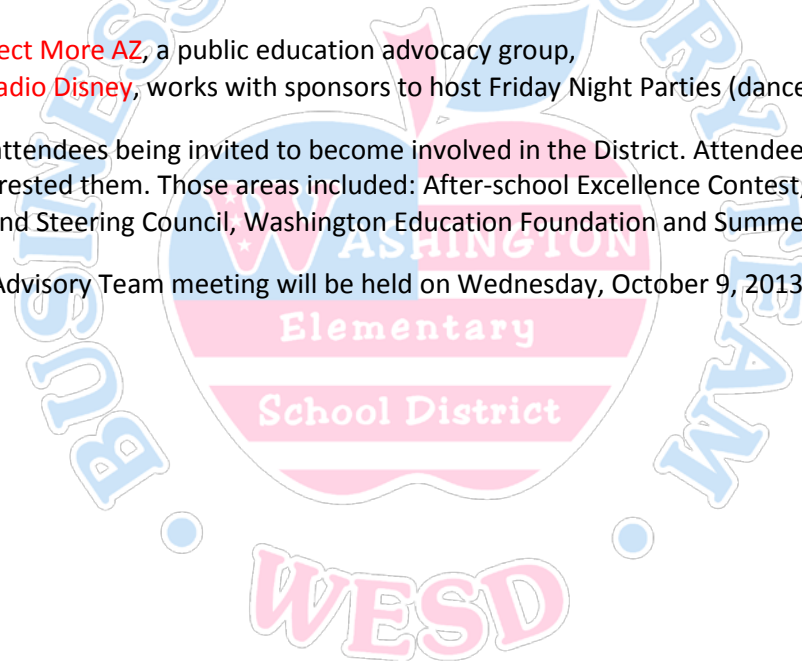 ect More AZ, a public education advocacy group,
adio Disney, works with sponsors to host Friday Night Parties (dance
attendees being invited to become involved in the District. Attendee
rested them. Those areas included: After-school Excellence Contest,
nd Steering Council, Washington Education Foundation and Summe
Advisory Team meeting will be held on Wednesday, October 9, 2013
WASHINGTON
Elementary
School District
BUSINESS
ORY TEAM
WESD